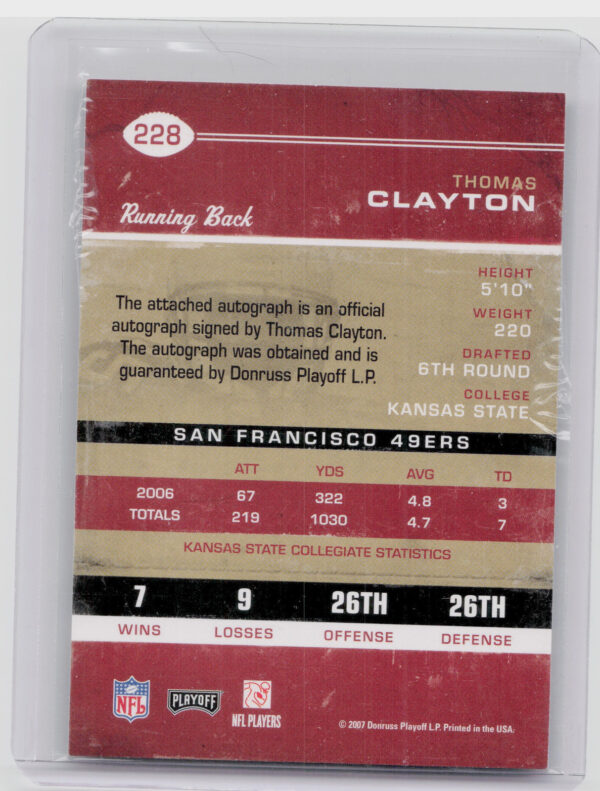 228
THOMAS
CLAYTON
Running Back
HEIGHT
5'10"
WEIGHT
220
DRAFTED
6TH ROUND
COLLEGE
KANSAS STATE
The attached autograph is an official
autograph signed by Thomas Clayton.
The autograph was obtained and is
guaranteed by Donruss Playoff L.P.
SAN FRANCISCO 49ERS
ATT YDS AVG TD
2006 67 322 4.8 3
TOTALS 219 1030 4.7 7
KANSAS STATE COLLEGIATE STATISTICS
7 9 26TH 26TH
WINS LOSSES OFFENSE DEFENSE
NFL
PLAYOFF
NFL PLAYERS
© 2007 Donruss Playoff L.P. Printed in the USA.